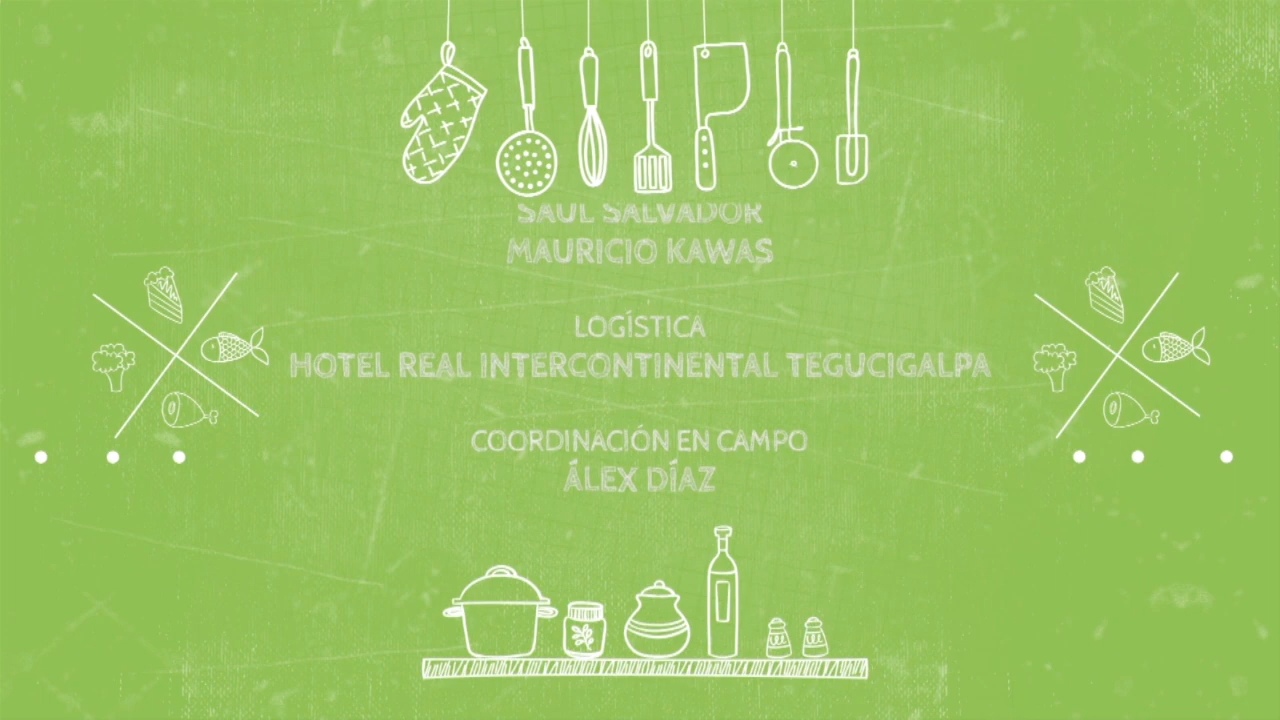 SAUL SALVADOR
MAURICIO KAWAS
LOGÍSTICA
HOTEL REAL INTERCONTINENTAL TEGUCIGALPA
COORDINACIÓN EN CAMPO
ÁLEX DÍAZ